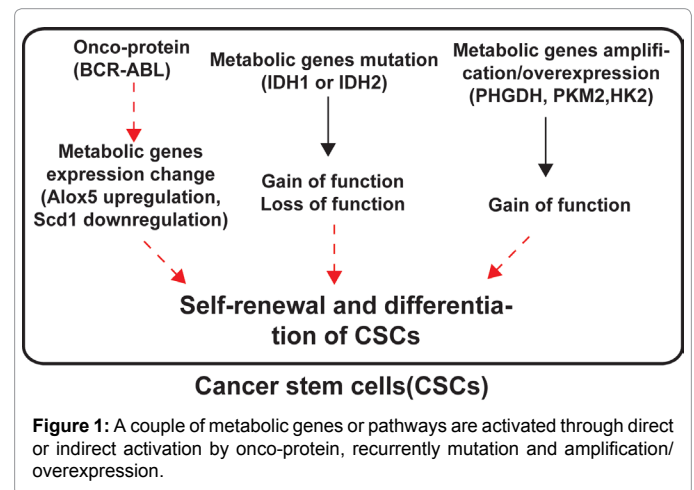 Onco-protein
(BCR-ABL)
Metabolic genes
expression change
(Alox5 upregulation,
Scd1 downregulation)
Metabolic genes mutation
(IDH1 or IDH2)
Gain of function
Loss of function
Metabolic genes amplifi-
cation/overexpression
(PHGDH, PKM2,HK2)
Gain of function
Self-renewal and differentia-
tion of CSCs
Cancer stem cells(CSCs)
Figure 1: A couple of metabolic genes or pathways are activated through direct
or indirect activation by onco-protein, recurrently mutation and amplification/
overexpression.